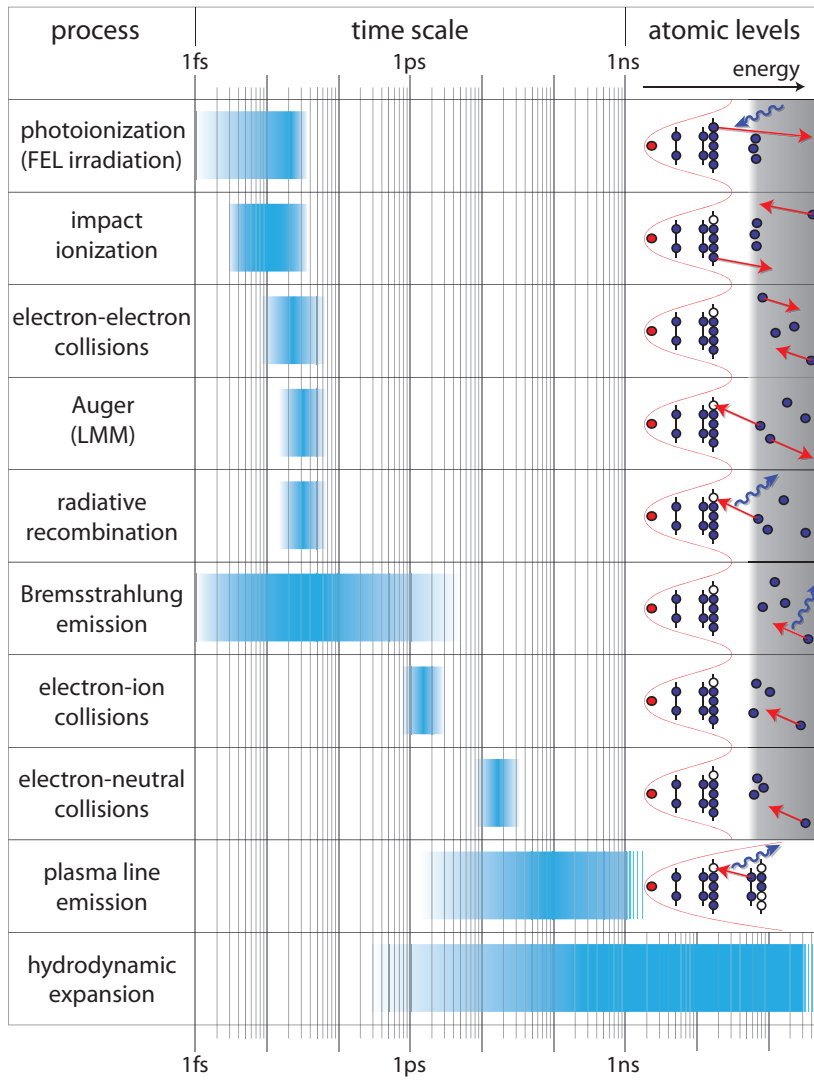 process time scale atomic levels
1fs 1ps 1ns
energy
photoionization
(FEL irradiation)
impact
ionization
electron-electron
collisions
Auger
(LMM)
radiative
recombination
Bremsstrahlung
emission
electron-ion
collisions
electron-neutral
collisions
plasma line
emission
hydrodynamic
expansion
1fs 1ps 1ns